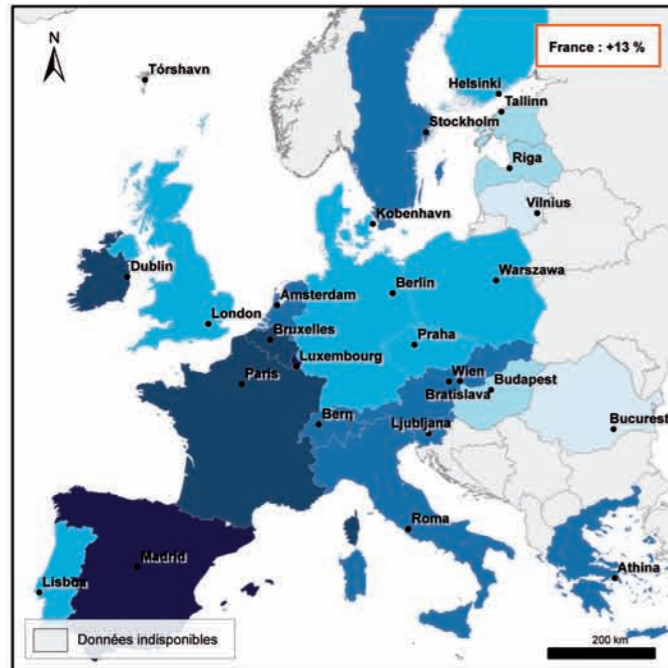 France : +13 %
N
Tórshavn
Helsinki
Tallinn
Stockholm
Riga
Vilnius
Kobenhavn
Dublin
Berlin
Warszawa
Amsterdam
London
Bruxelles
Praha
Luxembourg
Paris
Wien
Budapest
Bratislava
Bern
Ljubljana
Bucurest
Roma
Madrid
Athina
Lisboa
Données indisponibles
200 km